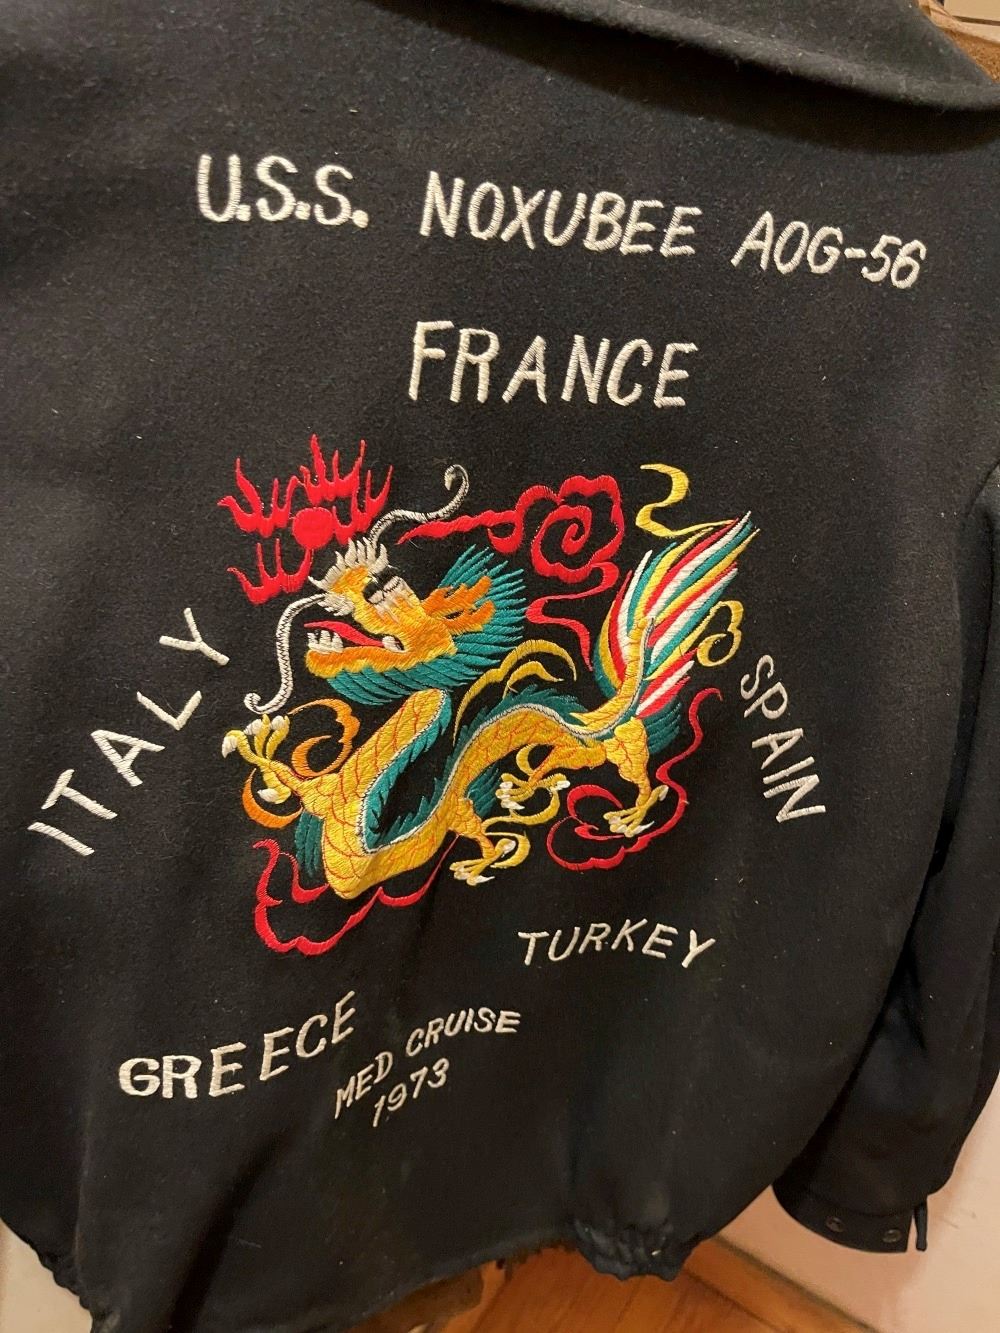 U.S.S. NOXUBEE AOG-56
FRANCE
ITALY
SPAIN
TURKEY
GREECE
MED CRUISE
1973